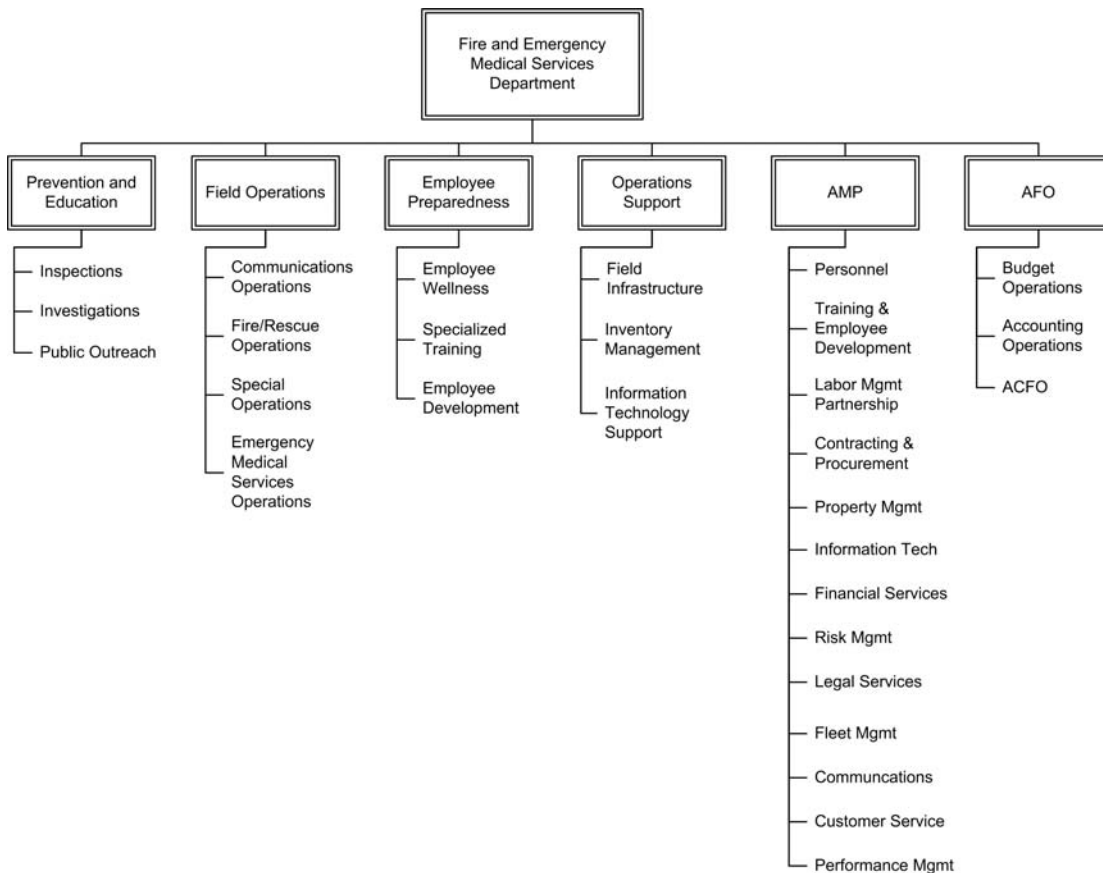 Fire and Emergency
Medical Services
Department
Prevention and
Education
Inspections
Investigations
Public Outreach
Field Operations
Communications
Operations
Fire/Rescue
Operations
Special
Operations
Emergency
Medical
Services
Operations
Employee
Preparedness
Employee
Wellness
Specialized
Training
Employee
Development
Operations
Support
Field
Infrastructure
Inventory
Management
Information
Technology
Support
AMP
Personnel
Training &
Employee
Development
Labor Mgmt
Partnership
Contracting &
Procurement
Property Mgmt
Information Tech
Financial Services
Risk Mgmt
Legal Services
Fleet Mgmt
Communcations
Customer Service
Performance Mgmt
AFO
Budget
Operations
Accounting
Operations
ACFO